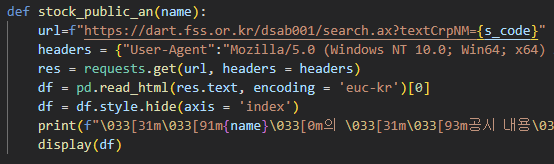 def stock_public_an(name):
url=f"https://dart.fss.or.kr/dsab001/search.ax?textCrpNM={s_code}"
headers = {"User-Agent":"Mozilla/5.0 (Windows NT 10.0; Win64; x64)
res = requests.get(url, headers = headers)
df = pd.read_html(res.text, encoding = 'euc-kr')[0]
df = df.style.hide(axis = 'index')
print(f"\033[31m\033[91m{name}\033[0m의 \033[31m\033[93m공시 내용\0
display(df)